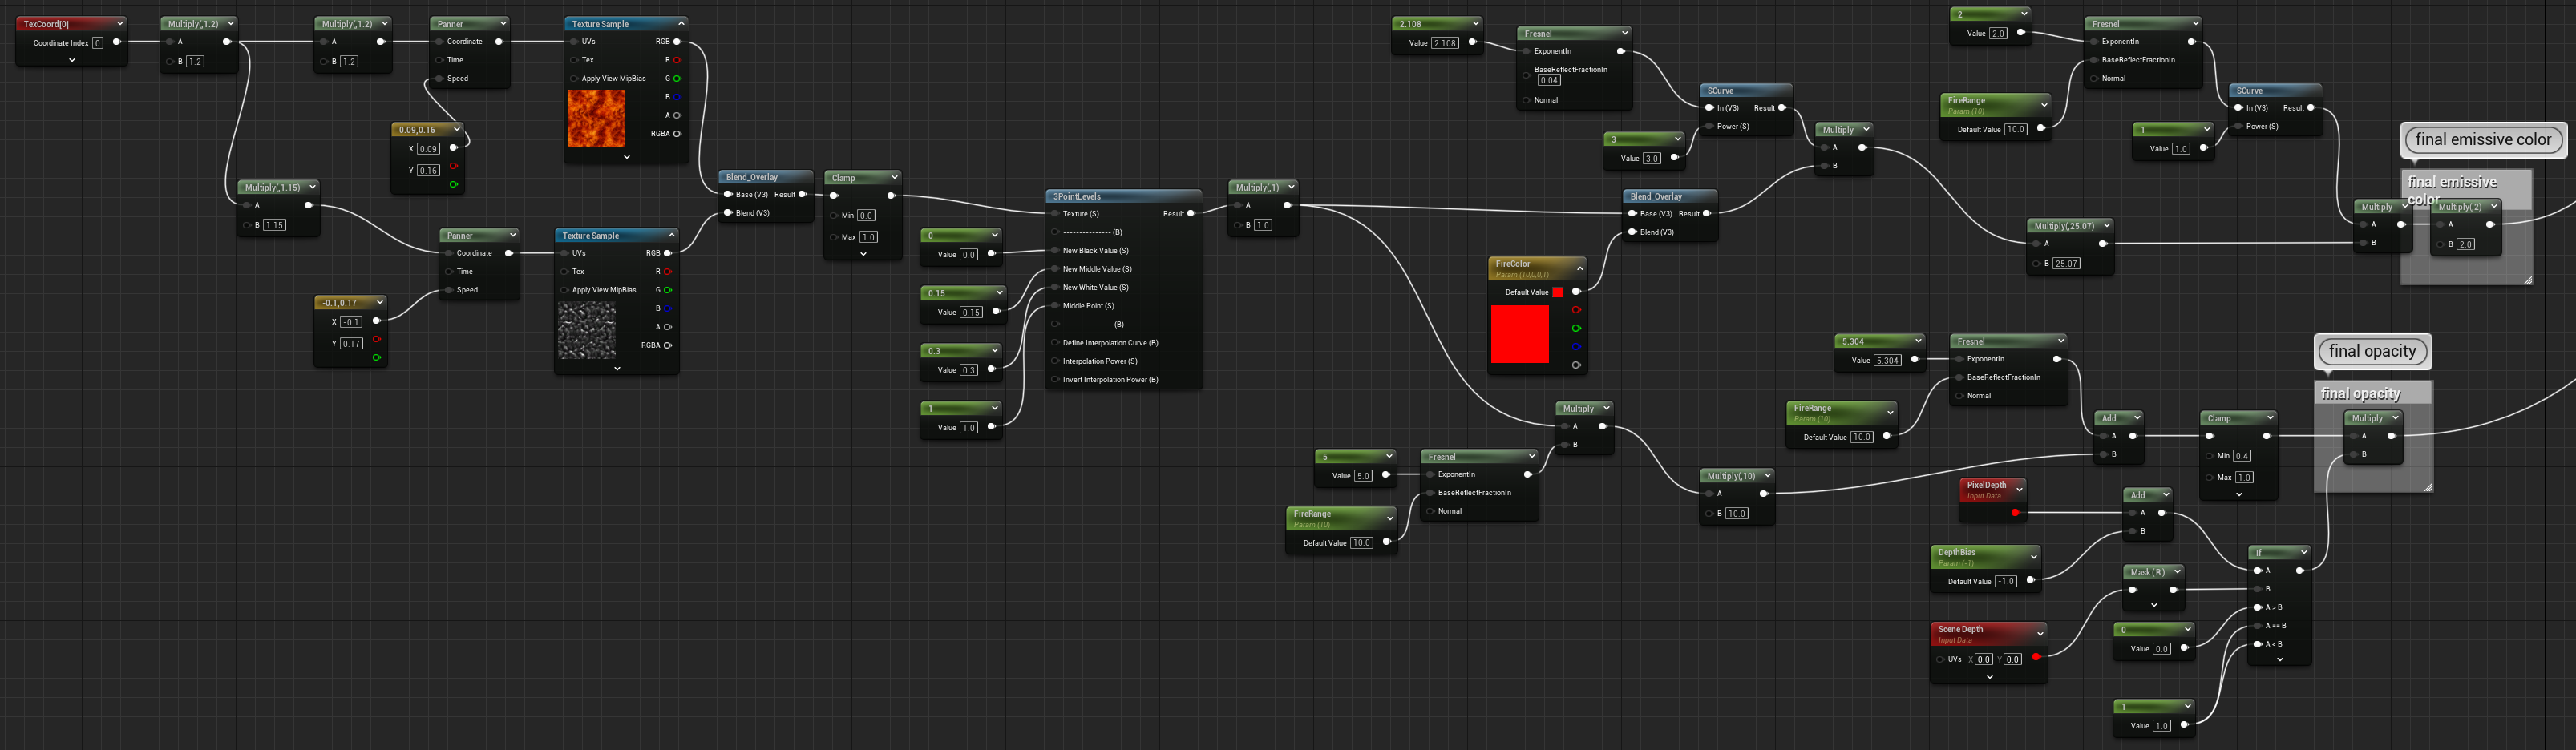 TexCoord[0]
Coordinate Index 0
Multiply(,1.2)
A
B 1.2
Multiply(,1.2)
A
B 1.2
Panner
Coordinate
Time
Speed
0.09,0.16
X 0.09
Y 0.16
Texture Sample
UVs RGB
Tex R
Apply View MipBias G
B
A
RGBA
Multiply(,1.15)
A
B 1.15
Panner
Coordinate
Time
Speed
-0.1,0.17
X -0.1
Y 0.17
Texture Sample
UVs RGB
Tex R
Apply View MipBias G
B
A
RGBA
Blend_Overlay
Base (V3) Result
Blend (V3)
Clamp
Min 0.0
Max 1.0
0
Value 0.0
0.15
Value 0.15
0.3
Value 0.3
1
Value 1.0
3PointLevels
Texture (S) Result
--------------- (B)
New Black Value (S)
New Middle Value (S)
New White Value (S)
Middle Point (S)
--------------- (B)
Define Interpolation Curve (B)
Interpolation Power (S)
Invert Interpolation Power (B)
Multiply(,1)
A
B 1.0
2.108
Value 2.108
Fresnel
ExponentIn
BaseReflectFractionIn
0.04
Normal
3
Value 3.0
SCurve
In (V3) Result
Power (S)
Multiply
A
B
Blend_Overlay
Base (V3) Result
Blend (V3)
FireColor
Param (10,0,0,1)
Default Value
Multiply
A
B
5
Value 5.0
Fresnel
ExponentIn
BaseReflectFractionIn
Normal
FireRange
Param (10)
Default Value 10.0
Multiply(,10)
A
B 10.0
2
Value 2.0
Fresnel
ExponentIn
BaseReflectFractionIn
Normal
FireRange
Param (10)
Default Value 10.0
1
Value 1.0
SCurve
In (V3) Result
Power (S)
Multiply(,25.07)
A
B 25.07
final emissive color
final emissive
color
Multiply
A
B
Multiply(,2)
A
B 2.0
5.304
Value 5.304
Fresnel
ExponentIn
BaseReflectFractionIn
Normal
FireRange
Param (10)
Default Value 10.0
Add
A
B
Clamp
Min 0.4
Max 1.0
final opacity
final opacity
Multiply
A
B
PixelDepth
Input Data
DepthBias
Param (-1)
Default Value -1.0
Add
A
B
Mask ( R )
Scene Depth
Input Data
UVs X 0.0 Y 0.0
0
Value 0.0
1
Value 1.0
If
A
B
A > B
A == B
A < B